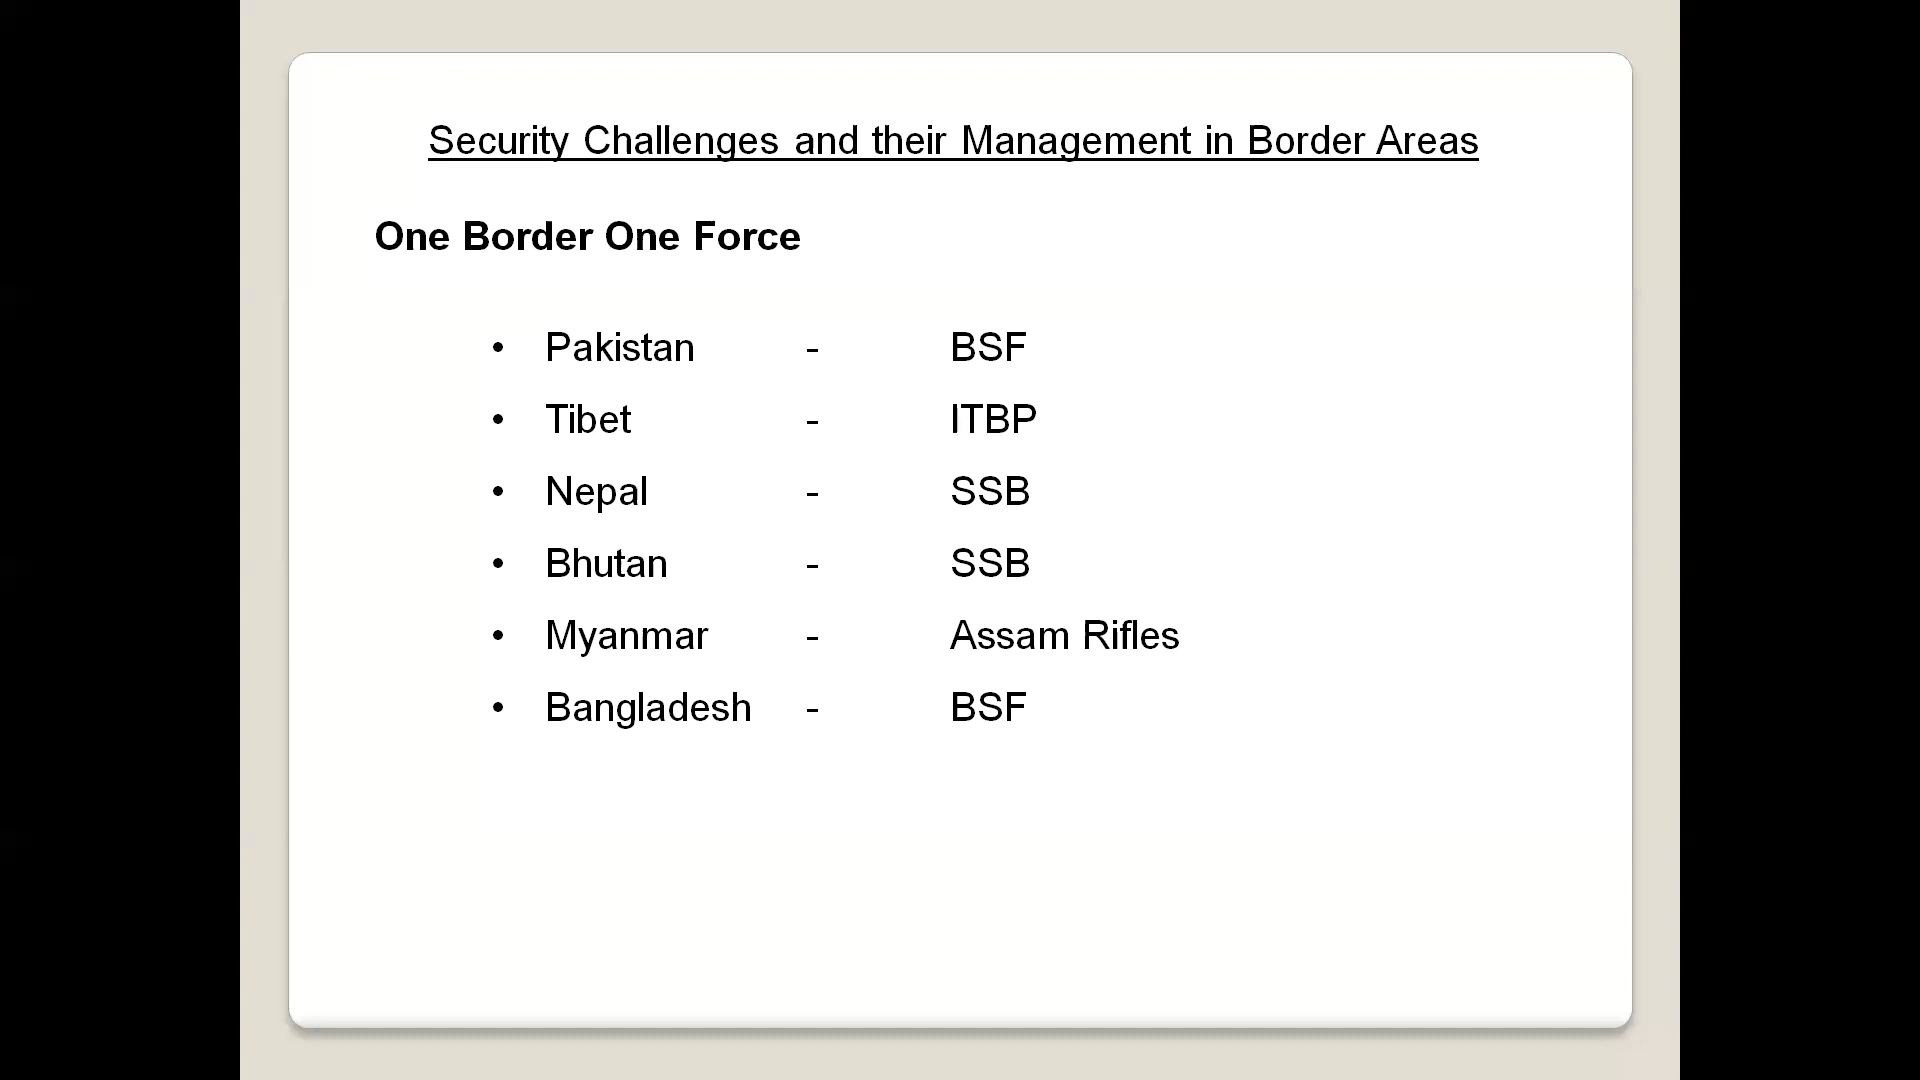 Security Challenges and their Management in Border Areas
One Border One Force
• Pakistan - BSF
• Tibet - ITBP
• Nepal - SSB
• Bhutan - SSB
• Myanmar - Assam Rifles
• Bangladesh - BSF